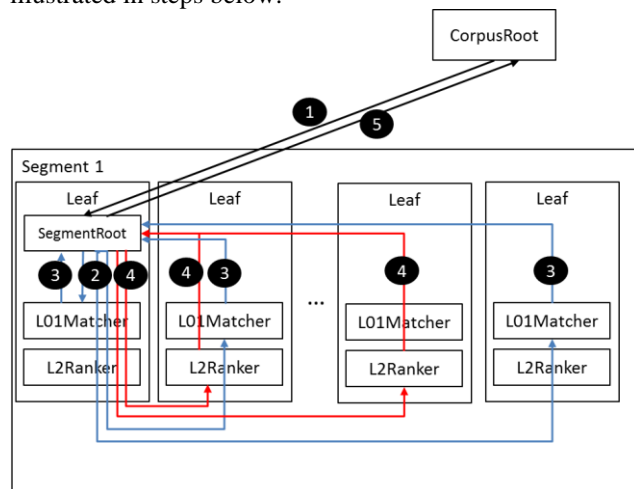 illustrated in steps below.
CorpusRoot
1
5
Segment 1
Leaf
Leaf
Leaf
Leaf
SegmentRoot
3
2
4
4
3
4
3
...
L01Matcher
L01Matcher
L01Matcher
L01Matcher
L2Ranker
L2Ranker
L2Ranker
L2Ranker